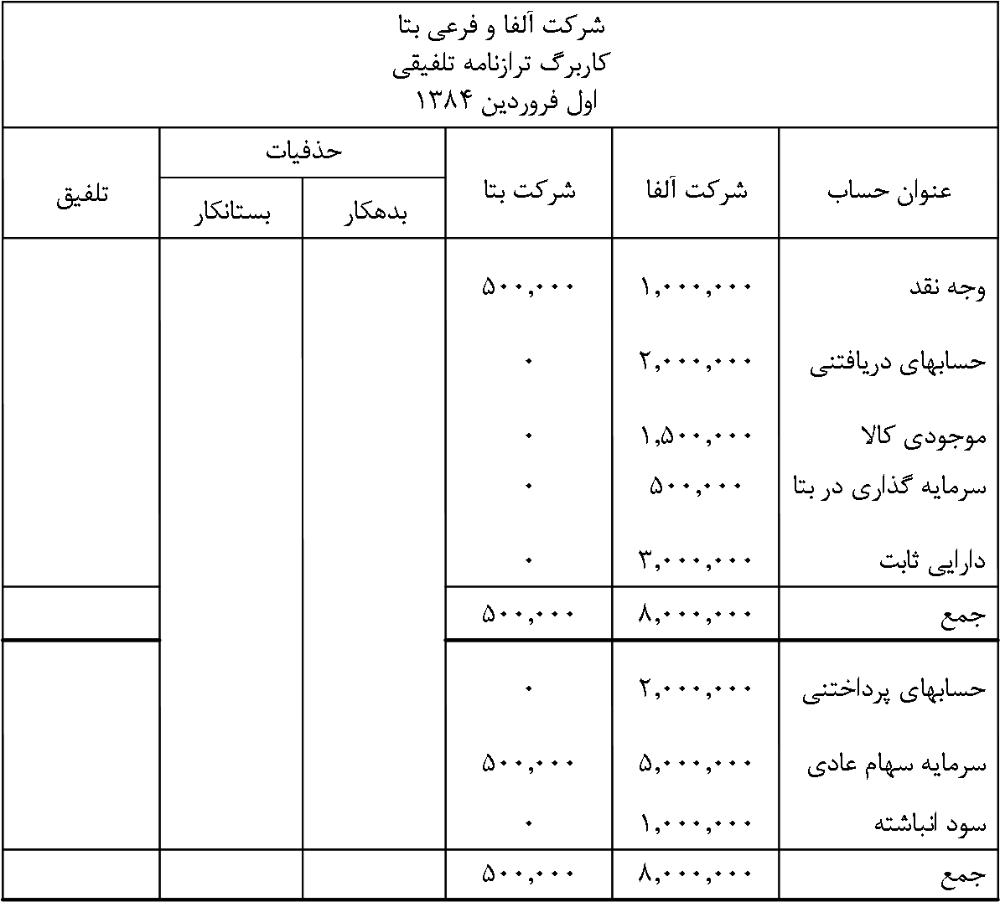 شرکت آلفا و فرعی بتا
کاربرگ ترازنامه تلفیقی
اول فروردین ۱۳۸۴
عنوان حساب شرکت آلفا شرکت بتا حذفیات تلفیق
بدهکار بستانکار
وجه نقد ۱,۰۰۰,۰۰۰ ۵۰۰,۰۰۰
حسابهای دریافتنی ۲,۰۰۰,۰۰۰ ۰
موجودی کالا ۱,۵۰۰,۰۰۰ ۰
سرمایه گذاری در بتا ۵۰۰,۰۰۰ ۰
دارایی ثابت ۳,۰۰۰,۰۰۰ ۰
جمع ۸,۰۰۰,۰۰۰ ۵۰۰,۰۰۰
حسابهای پرداختنی ۲,۰۰۰,۰۰۰ ۰
سرمایه سهام عادی ۵,۰۰۰,۰۰۰ ۵۰۰,۰۰۰
سود انباشته ۱,۰۰۰,۰۰۰ ۰
جمع ۸,۰۰۰,۰۰۰ ۵۰۰,۰۰۰